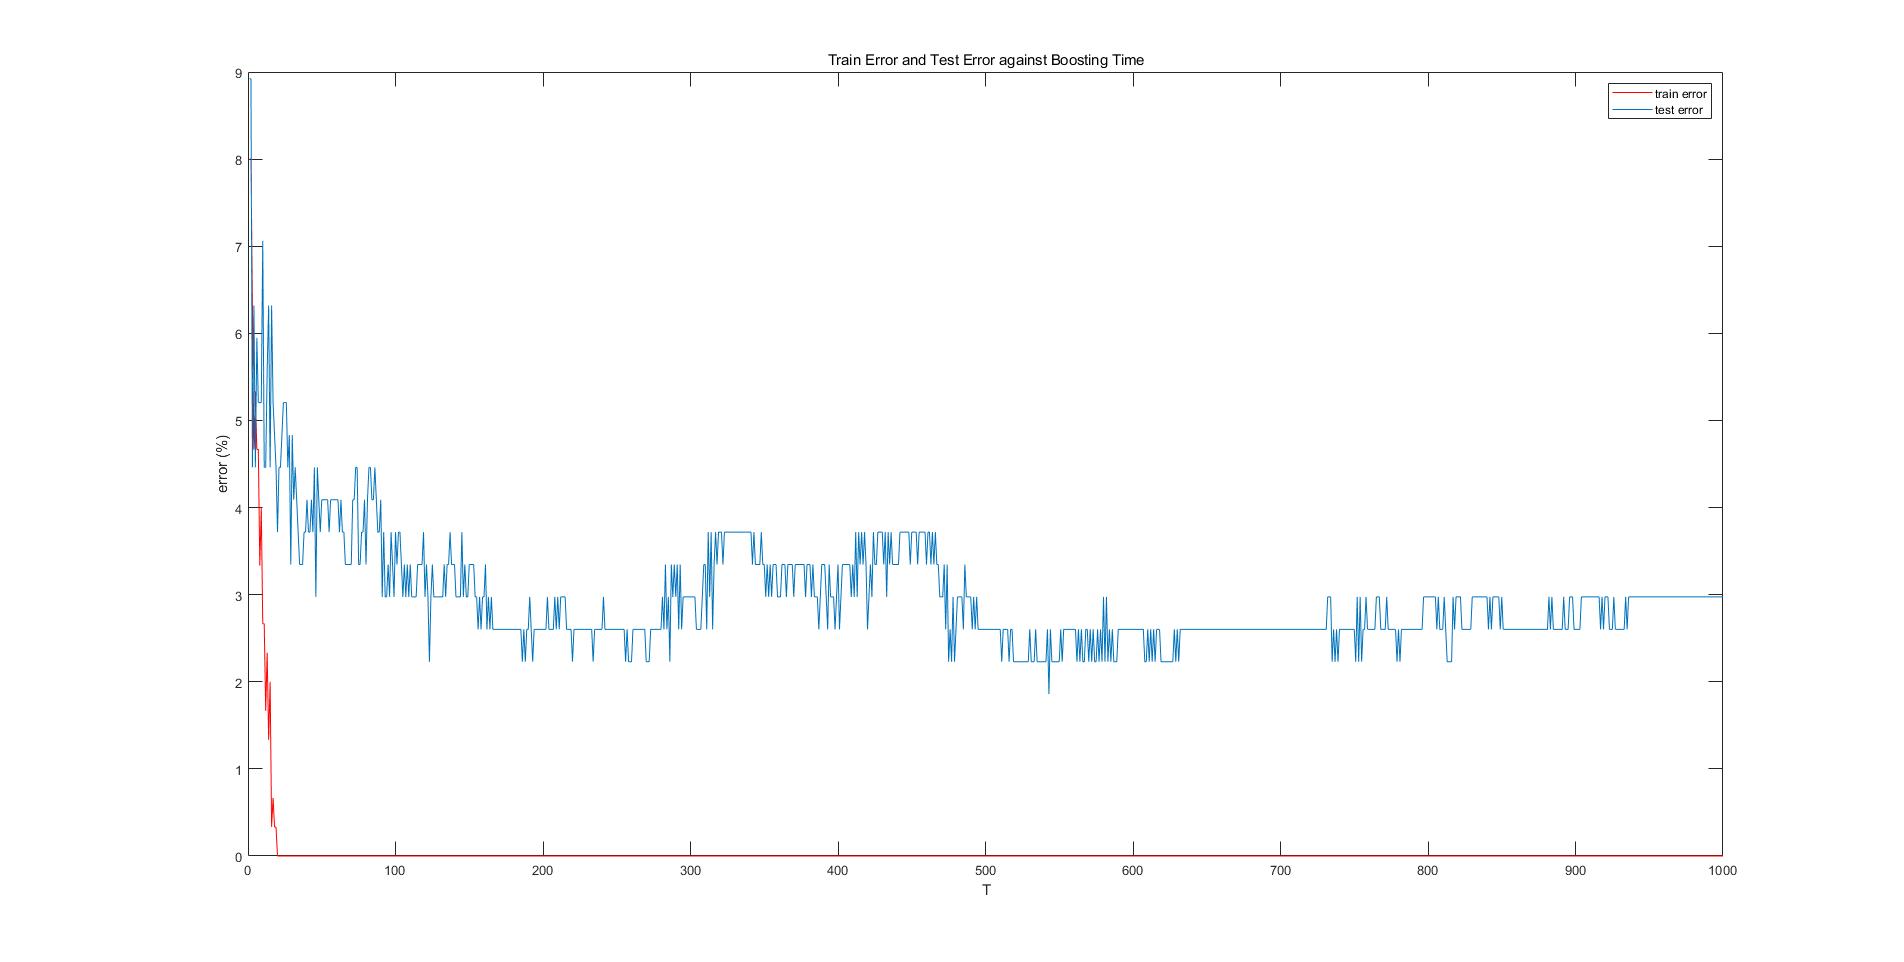 Train Error and Test Error against Boosting Time
train error
test error
9
8
7
6
5
4
3
2
1
0
error (%)
0 100 200 300 400 500 600 700 800 900 1000
T